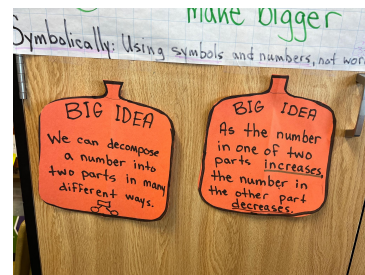 make bigger
Symbolically: Using symbols and numbers, not
BIG IDEA
We can decompose
a number into
two parts in many
different ways.
BIG IDEA
As the number
in one of two
parts increases,
the number in
the other part
decreases.